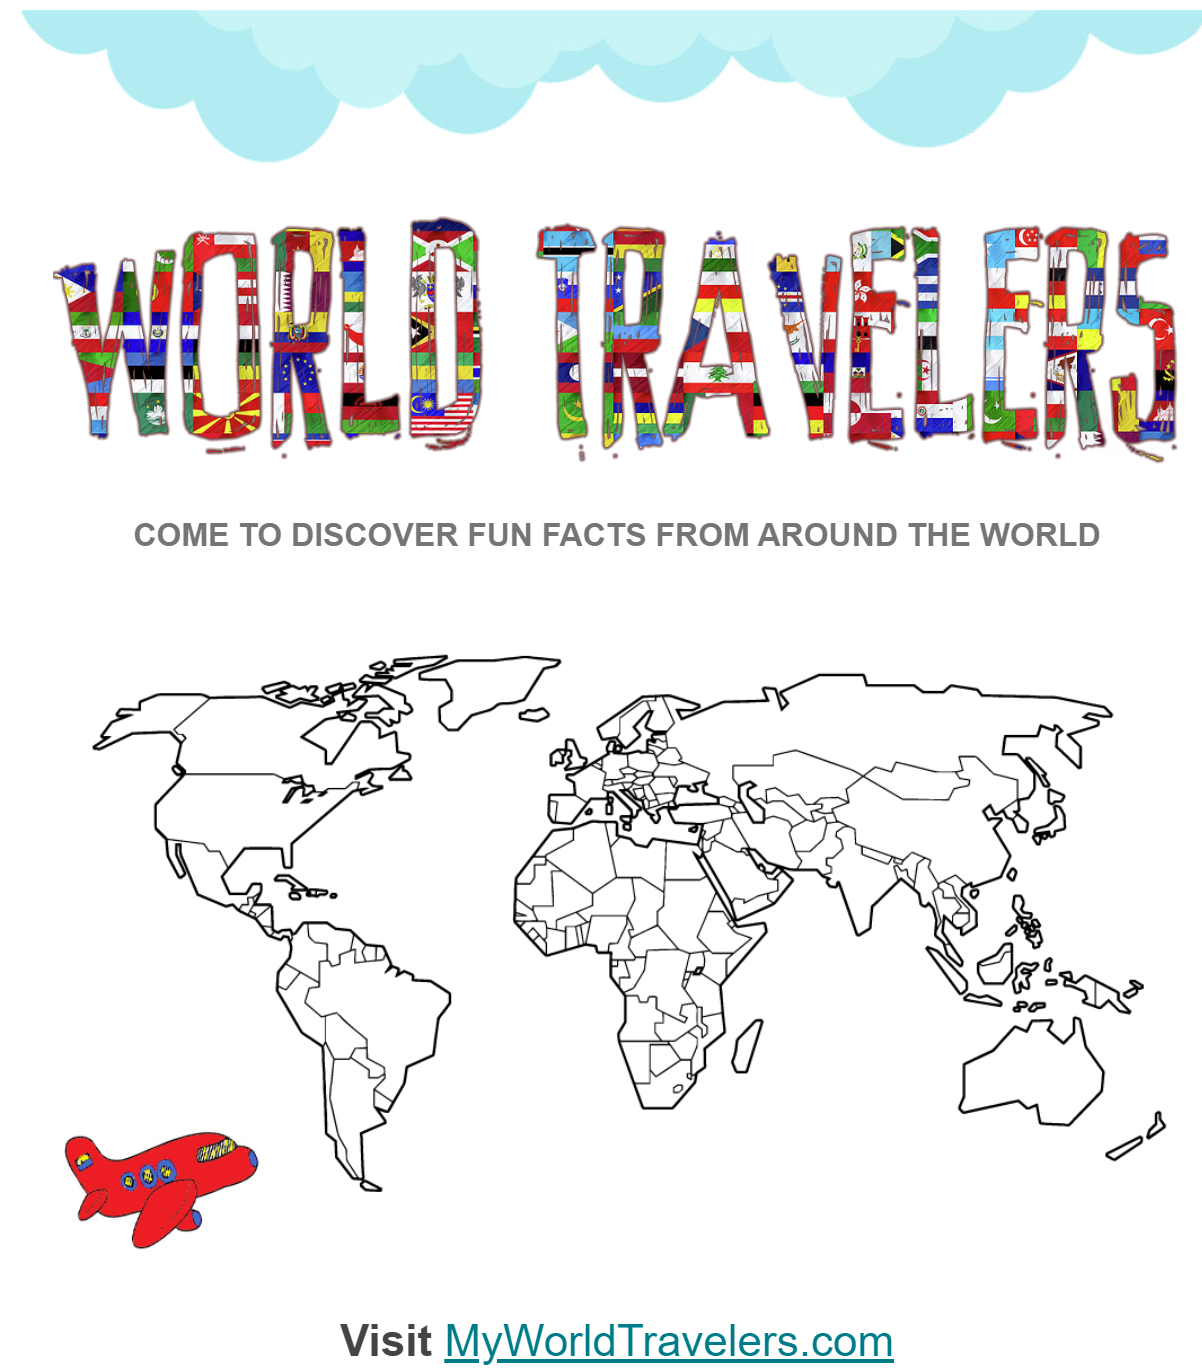 WORLD TRAVELERS
COME TO DISCOVER FUN FACTS FROM AROUND THE WORLD
Visit MyWorldTravelers.com